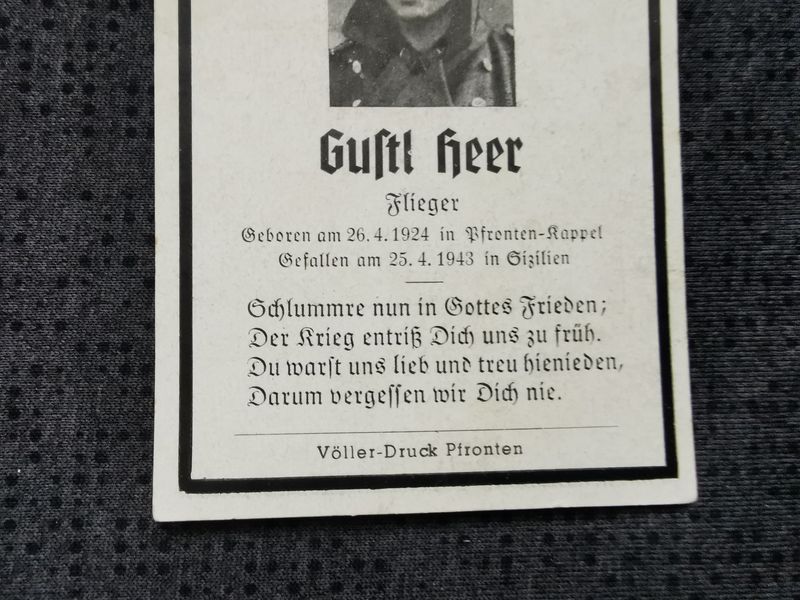 Gustl Heer
Flieger
Geboren am 26. 4. 1924 in Pfronten-Kappel
Gefallen am 25. 4. 1943 in Sizilien
Schlummre nun in Gottes Frieden;
Der Krieg entriß Dich uns zu früh.
Du warst uns lieb und treu hienieden,
Darum vergessen wir Dich nie.
Völler-Druck Pfronten